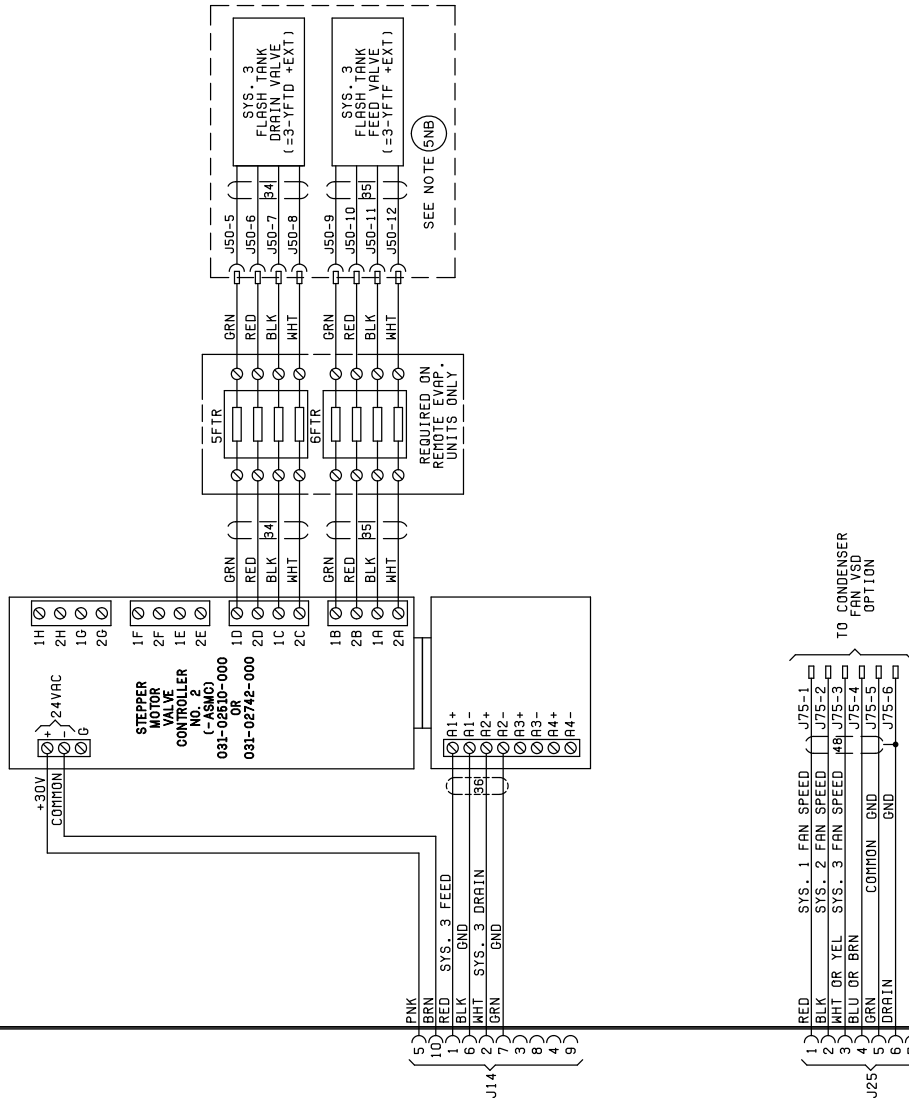 SYS. 3
FLASH TANK
DRAIN VALVE
(=3-YFTD +EXT)
SYS. 3
FLASH TANK
FEED VALVE
(=3-YFTF +EXT)
34
35
J50-5
J50-6
J50-7
J50-8
J50-9
J50-10
J50-11
J50-12
SEE NOTE 5NB
GRN
RED
BLK
WHT
GRN
RED
BLK
WHT
5FTR
6FTR
REQUIRED ON
REMOTE EVAP.
UNITS ONLY
34
35
GRN
RED
BLK
WHT
GRN
RED
BLK
WHT
1H
2H
1G
2G
1F
2F
1E
2E
1D
2D
1C
2C
1B
2B
1A
2A
STEPPER
MOTOR
VALVE
CONTROLLER
NO. 2
(-ASMC)
031-02510-000
OR
031-02742-000
24VAC
+
-
G
+30V
COMMON
A1+
A1-
A2+
A2-
A3+
A3-
A4+
A4-
36
SYS. 3 FEED
GND
SYS. 3 DRAIN
GND
PNK
BRN
RED
BLK
WHT
GRN
5
10
1
6
2
7
3
8
4
9
J14
TO CONDENSER
FAN VSD
OPTION
J75-1
J75-2
J75-3
J75-4
J75-5
J75-6
48
SYS. 1 FAN SPEED
SYS. 2 FAN SPEED
SYS. 3 FAN SPEED
COMMON GND
GND
RED
BLK
WHT OR YEL
BLU OR BRN
GRN
DRAIN
1
2
3
4
5
6
J25